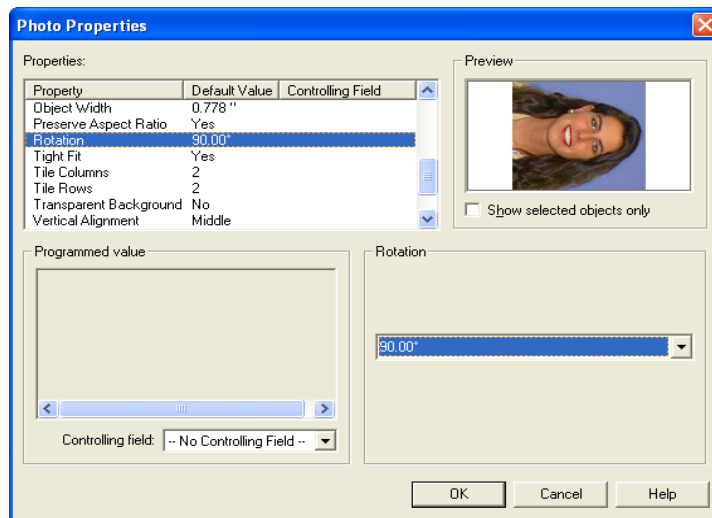 Photo Properties
Properties:
Property Default Value Controlling Field
Object Width 0.778 "
Preserve Aspect Ratio Yes
Rotation 90.00°
Tight Fit Yes
Tile Columns 2
Tile Rows 2
Transparent Background No
Vertical Alignment Middle
Preview
Show selected objects only
Programmed value
Controlling field: -- No Controlling Field --
Rotation
90.00°
OK Cancel Help